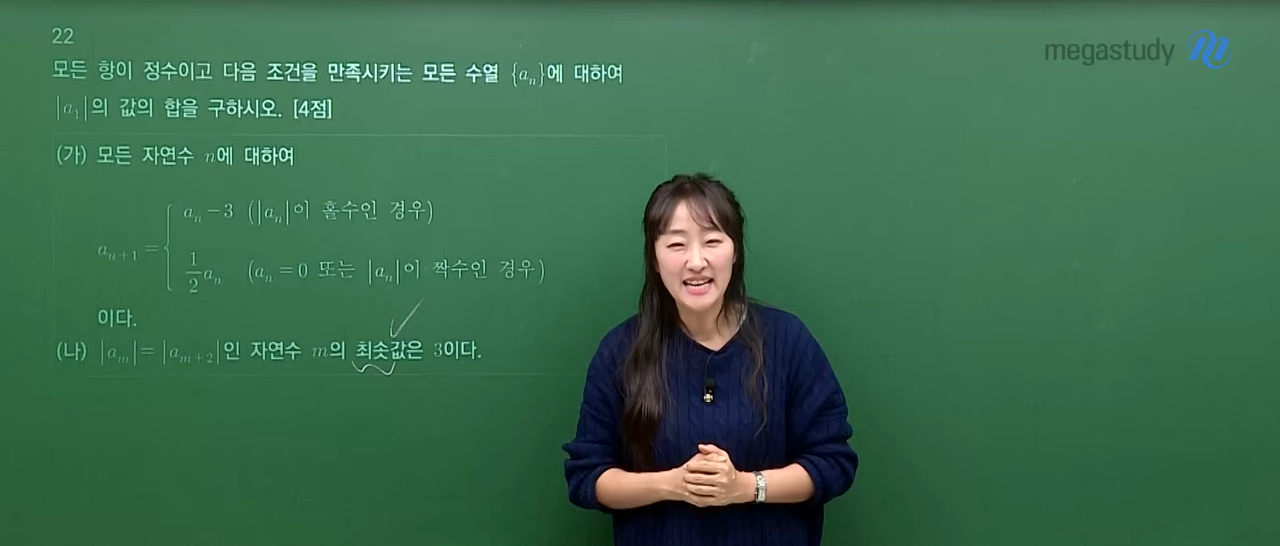 22
megastudy
모든 항이 정수이고 다음 조건을 만족시키는 모든 수열 {aₙ}에 대하여
|a₁|의 값의 합을 구하시오. [4점]
(가) 모든 자연수 n에 대하여
aₙ₊₁ = { aₙ−3 (|aₙ|이 홀수인 경우)
1/2 aₙ (aₙ=0 또는 |aₙ|이 짝수인 경우)
이다.
(나) |aₘ|=|aₘ₊₂|인 자연수 m의 최솟값은 3이다.